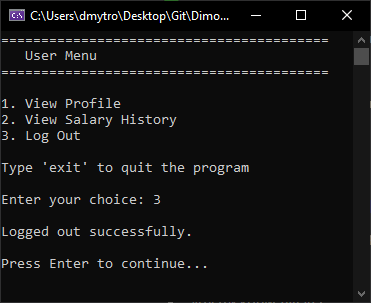 C:\Users\dmytro\Desktop\Git\Dimo...
=========================================
User Menu
=========================================
1. View Profile
2. View Salary History
3. Log Out
Type 'exit' to quit the program
Enter your choice: 3
Logged out successfully.
Press Enter to continue...